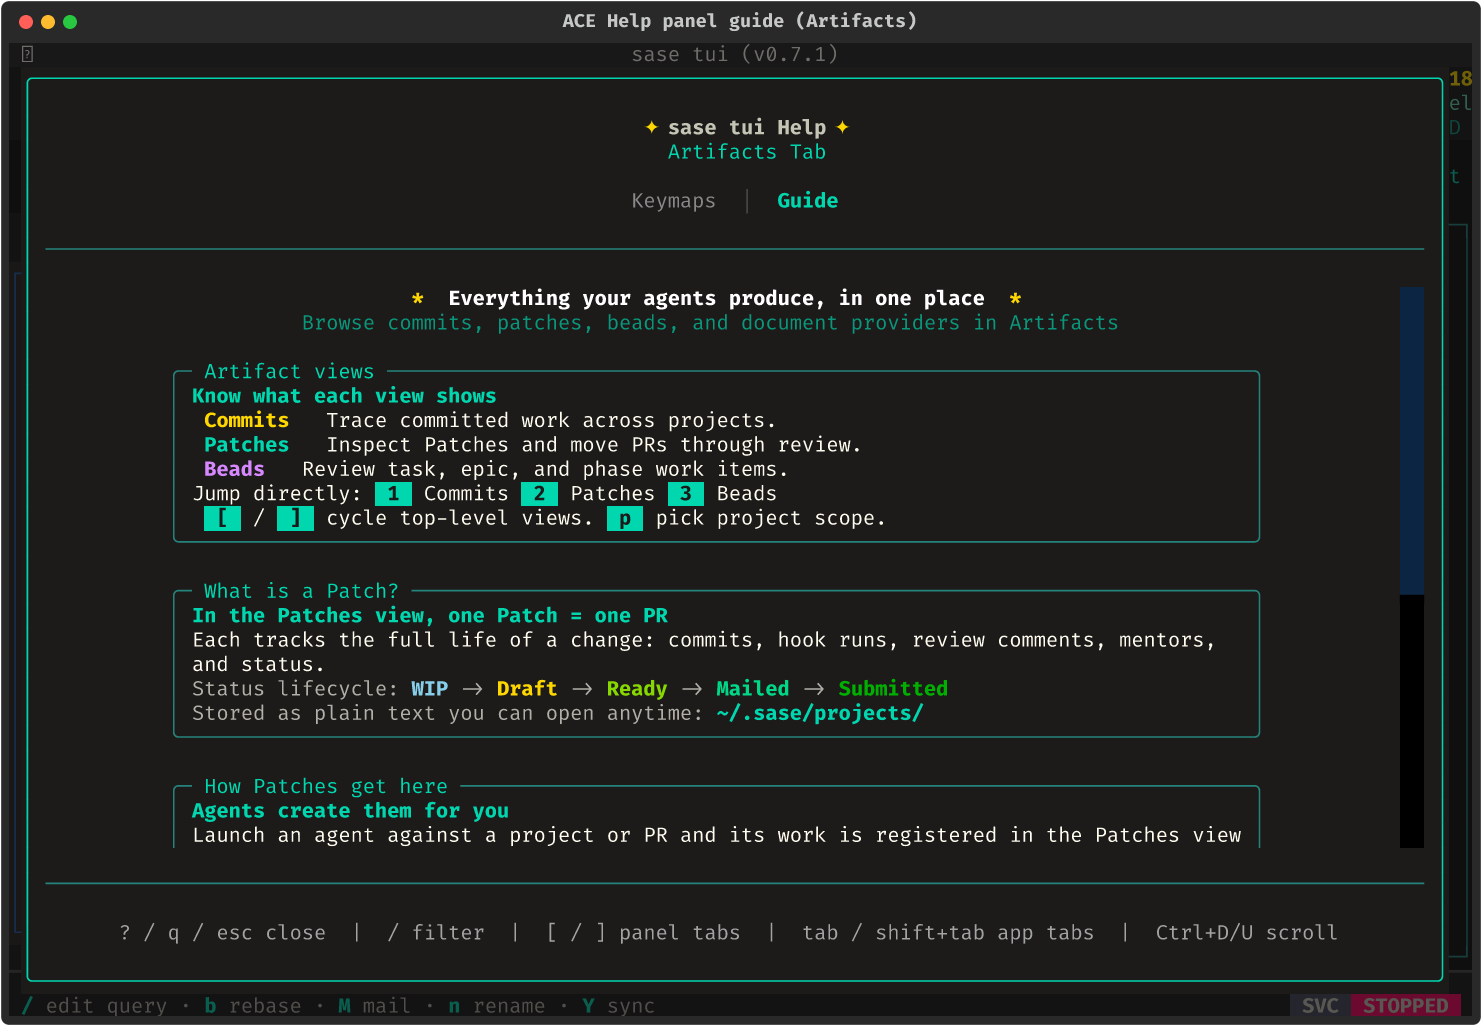 ACE Help panel guide (Artifacts)
sase tui (v0.7.1)
18
el
D
t
✦ sase tui Help ✦
Artifacts Tab
Keymaps │ Guide
* Everything your agents produce, in one place *
Browse commits, patches, beads, and document providers in Artifacts
Artifact views
Know what each view shows
Commits Trace committed work across projects.
Patches Inspect Patches and move PRs through review.
Beads Review task, epic, and phase work items.
Jump directly: 1 Commits 2 Patches 3 Beads
[ / ] cycle top-level views. p pick project scope.
What is a Patch?
In the Patches view, one Patch = one PR
Each tracks the full life of a change: commits, hook runs, review comments, mentors,
and status.
Status lifecycle: WIP → Draft → Ready → Mailed → Submitted
Stored as plain text you can open anytime: ~/.sase/projects/
How Patches get here
Agents create them for you
Launch an agent against a project or PR and its work is registered in the Patches view
? / q / esc close | / filter | [ / ] panel tabs | tab / shift+tab app tabs | Ctrl+D/U scroll
/ edit query · b rebase · M mail · n rename · Y sync
SVC STOPPED